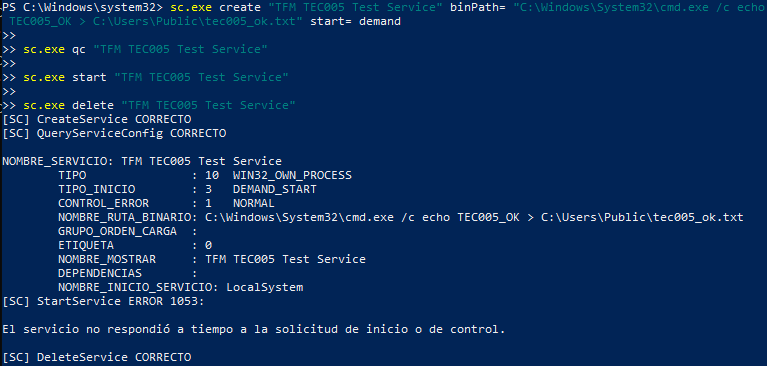 PS C:\Windows\system32> sc.exe create "TFM TEC005 Test Service" binPath= "C:\Windows\System32\cmd.exe /c echo
TEC005_OK > C:\Users\Public\tec005_ok.txt" start= demand
>>
>> sc.exe qc "TFM TEC005 Test Service"
>>
>> sc.exe start "TFM TEC005 Test Service"
>>
>> sc.exe delete "TFM TEC005 Test Service"
[SC] CreateService CORRECTO
[SC] QueryServiceConfig CORRECTO

NOMBRE_SERVICIO: TFM TEC005 Test Service
        TIPO               : 10  WIN32_OWN_PROCESS
        TIPO_INICIO        : 3   DEMAND_START
        CONTROL_ERROR      : 1   NORMAL
        NOMBRE_RUTA_BINARIO: C:\Windows\System32\cmd.exe /c echo TEC005_OK > C:\Users\Public\tec005_ok.txt
        GRUPO_ORDEN_CARGA  :
        ETIQUETA           : 0
        NOMBRE_MOSTRAR     : TFM TEC005 Test Service
        DEPENDENCIAS       :
        NOMBRE_INICIO_SERVICIO: LocalSystem
[SC] StartService ERROR 1053:

El servicio no respondió a tiempo a la solicitud de inicio o de control.

[SC] DeleteService CORRECTO